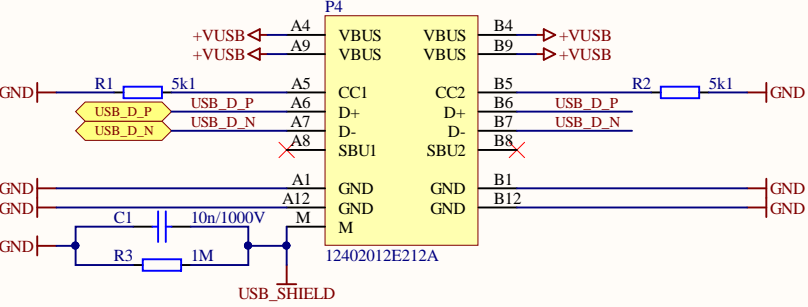 P4
+VUSB A4 VBUS VBUS B4 +VUSB
+VUSB A9 VBUS VBUS B9 +VUSB
GND R1 5k1 A5 CC1 CC2 B5 R2 5k1 GND
USB_D_P USB_D_P A6 D+ D+ B6 USB_D_P
USB_D_N USB_D_N A7 D- D- B7 USB_D_N
A8 SBU1 SBU2 B8
GND A1 GND GND B1 GND
GND A12 GND GND B12 GND
C1 10n/1000V M M
GND
R3 1M 12402012E212A
USB_SHIELD